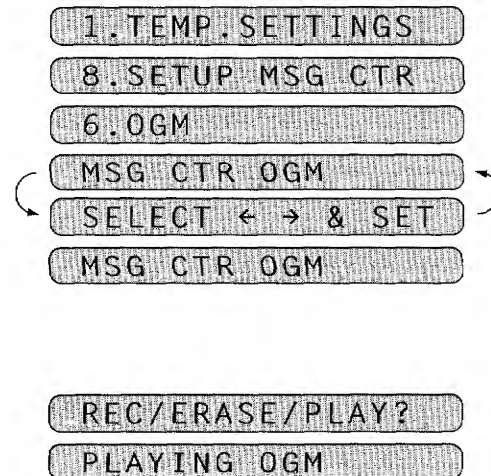 1.TEMP.SETTINGS
8.SETUP MSG CTR
6.OGM
MSG CTR OGM
SELECT ← → & SET
MSG CTR OGM
REC/ERASE/PLAY?
PLAYING OGM